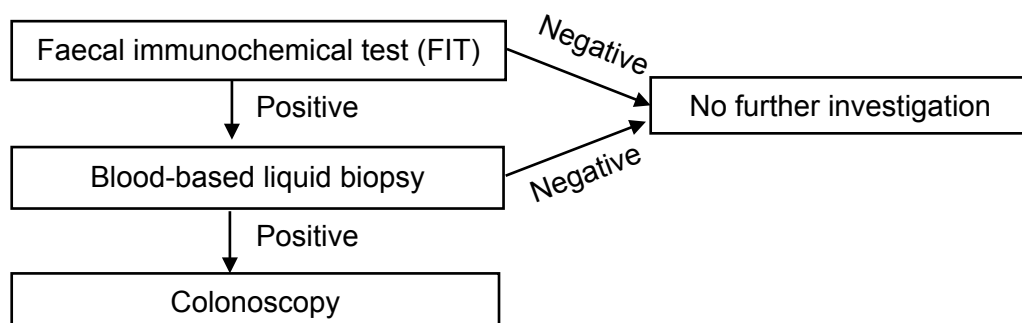 Faecal immunochemical test (FIT)
Negative
No further investigation
Positive
Blood-based liquid biopsy
Negative
Positive
Colonoscopy